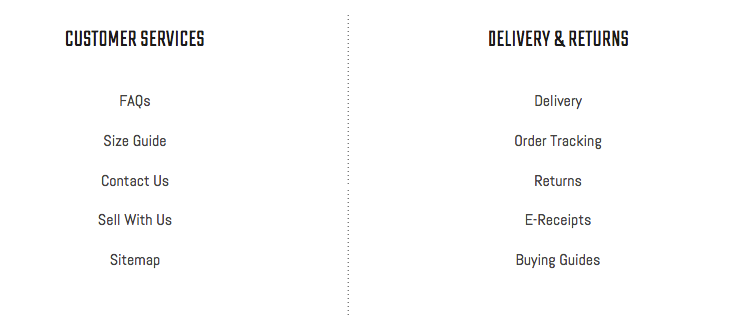 CUSTOMER SERVICES
FAQs
Size Guide
Contact Us
Sell With Us
Sitemap
DELIVERY & RETURNS
Delivery
Order Tracking
Returns
E-Receipts
Buying Guides